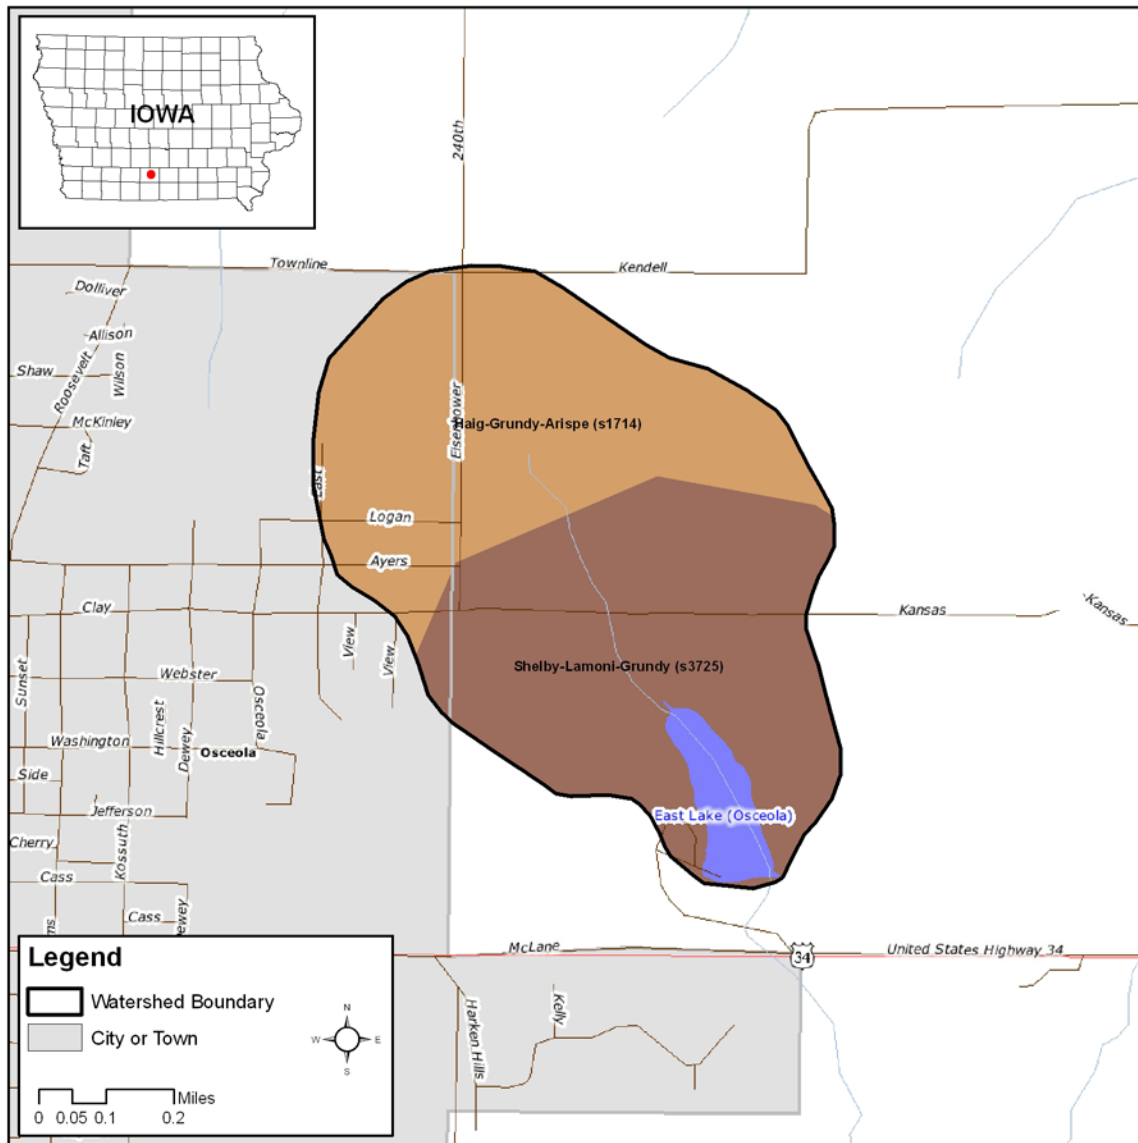 IOWA
240th
Townline
Kendell
Dolliver
Allison
Shaw
Roosevelt
Wilson
McKinley
Taft
Eisenhower
Haig-Grundy-Arispe (s1714)
East
Logan
Ayers
Clay
Kansas
Kansas
View
View
Shelby-Lamoni-Grundy (s3725)
Sunset
Webster
Hillcrest
Dewey
Osceola
Washington
Osceola
Side
Jefferson
East Lake (Osceola)
Cherry
Kossuth
Cass
Cass
McLane
United States Highway 34
34
Harken Hills
Kelly
Legend
Watershed Boundary
City or Town
N
W E
S
Miles
0 0.05 0.1 0.2